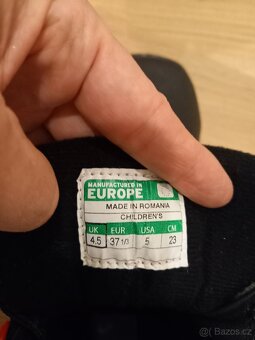 MANUFACTURED IN
EUROPE
MADE IN ROMANIA
CHILDREN'S
UK EUR USA CM
4.5 37 1/3 5 23
Bazoš.cz